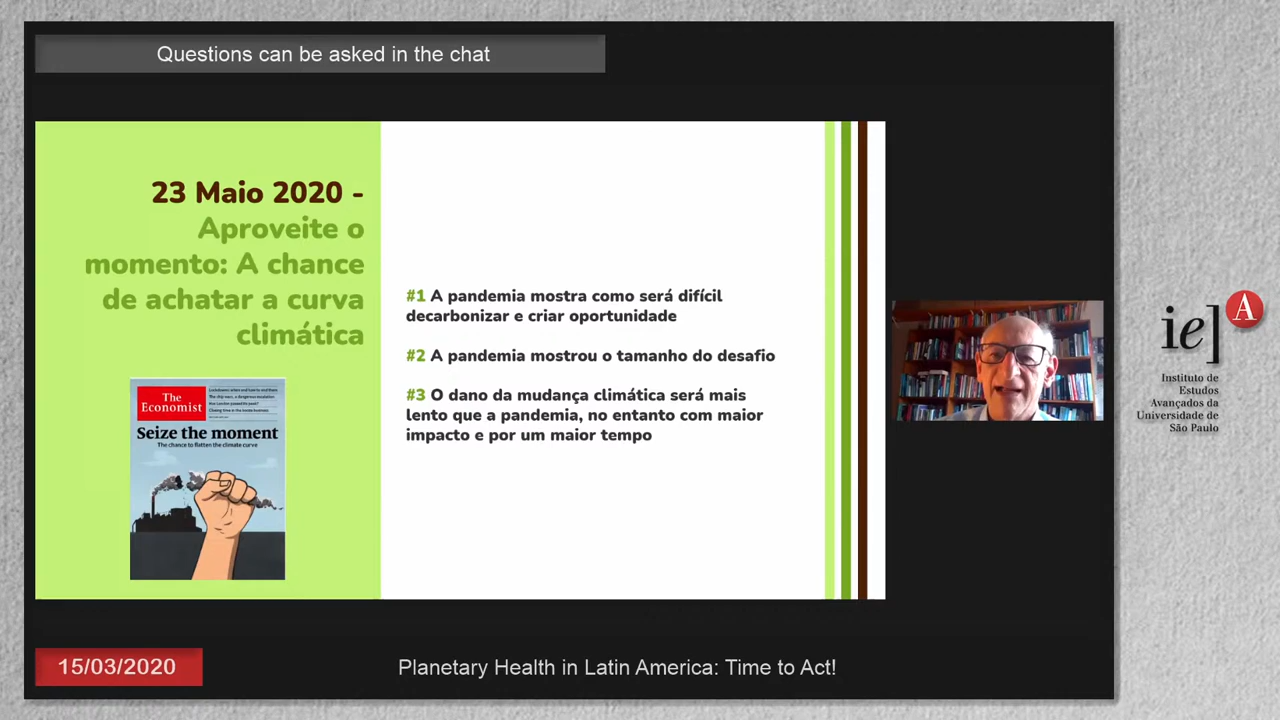 Questions can be asked in the chat
23 Maio 2020 -
Aproveite o
momento: A chance
de achatar a curva
climática
The
Economist
Seize the moment
The chance to flatten the climate curve
#1 A pandemia mostra como será difícil
decarbonizar e criar oportunidade
#2 A pandemia mostrou o tamanho do desafio
#3 O dano da mudança climática será mais
lento que a pandemia, no entanto com maior
impacto e por um maior tempo
ie] A
Instituto de
Estudos
Avançados da
Universidade de
São Paulo
15/03/2020
Planetary Health in Latin America: Time to Act!